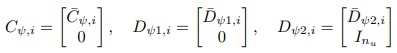 $C_{\psi,i} = \begin{bmatrix} \bar{C}_{\psi,i} \\ 0 \end{bmatrix}, \quad D_{\psi 1,i} = \begin{bmatrix} \bar{D}_{\psi 1,i} \\ 0 \end{bmatrix}, \quad D_{\psi 2,i} = \begin{bmatrix} \bar{D}_{\psi 2,i} \\ I_{n_u} \end{bmatrix}$